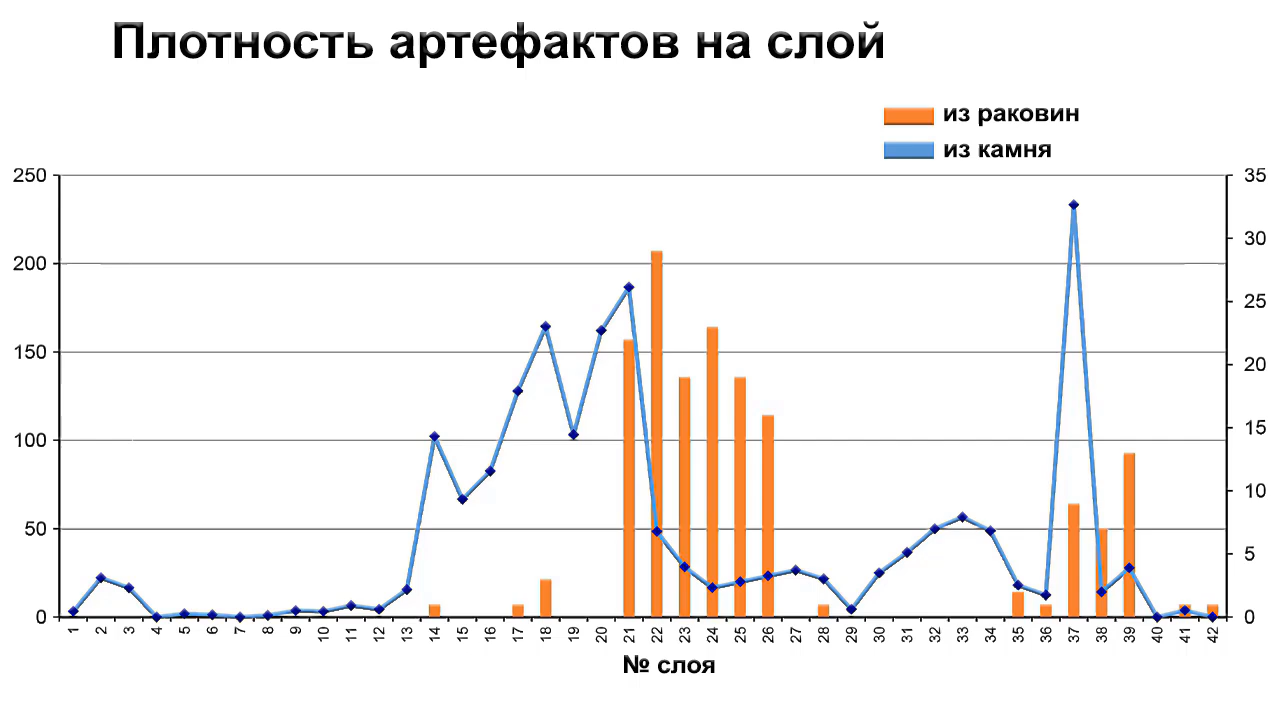 Плотность артефактов на слой
из раковин
из камня
250 35
200 30
150 25
100 20
50 15
0 10
5
0
1 2 3 4 5 6 7 8 9 10 11 12 13 14 15 16 17 18 19 20 21 22 23 24 25 26 27 28 29 30 31 32 33 34 35 36 37 38 39 40 41 42
№ слоя